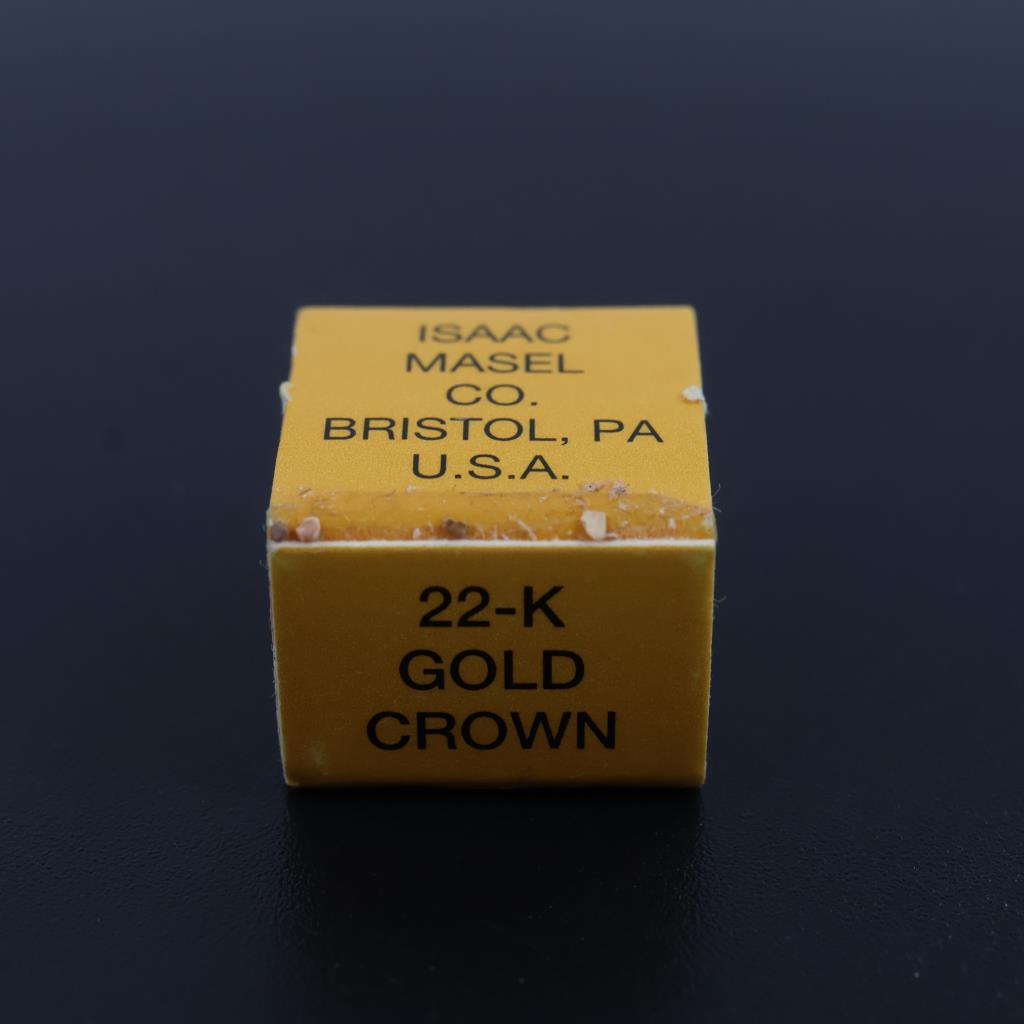 ISAAC
MASEL
CO.
BRISTOL, PA
U.S.A.
22-K
GOLD
CROWN